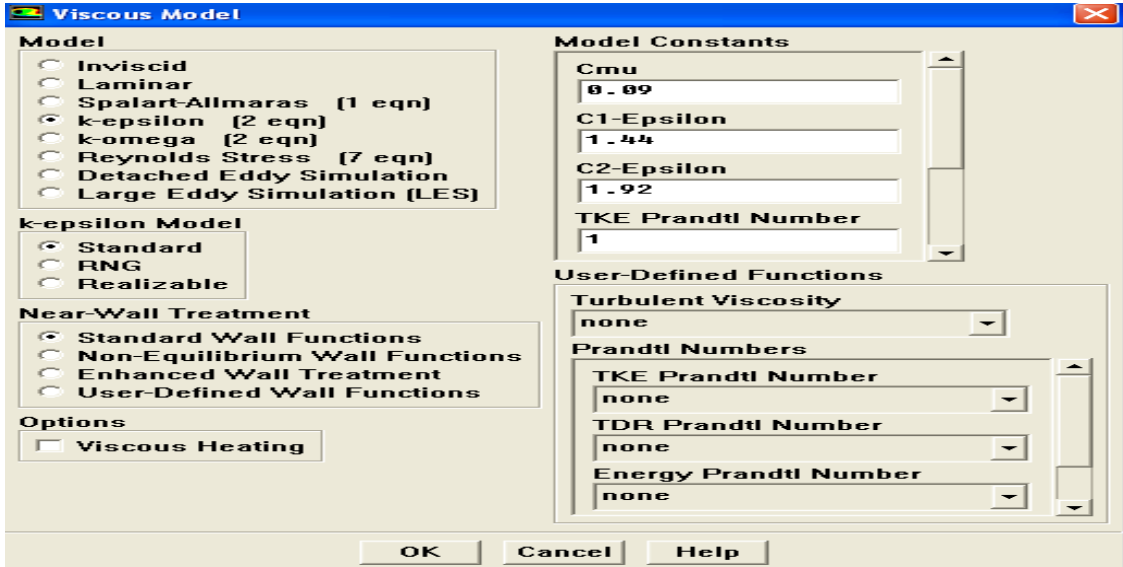 Viscous Model
Model
Inviscid
Laminar
Spalart-Allmaras (1 eqn)
k-epsilon (2 eqn)
k-omega (2 eqn)
Reynolds Stress (7 eqn)
Detached Eddy Simulation
Large Eddy Simulation (LES)
k-epsilon Model
Standard
RNG
Realizable
Near-Wall Treatment
Standard Wall Functions
Non-Equilibrium Wall Functions
Enhanced Wall Treatment
User-Defined Wall Functions
Options
Viscous Heating
Model Constants
Cmu
0.09
C1-Epsilon
1.44
C2-Epsilon
1.92
TKE Prandtl Number
1
User-Defined Functions
Turbulent Viscosity
none
Prandtl Numbers
TKE Prandtl Number
none
TDR Prandtl Number
none
Energy Prandtl Number
none
OK Cancel Help